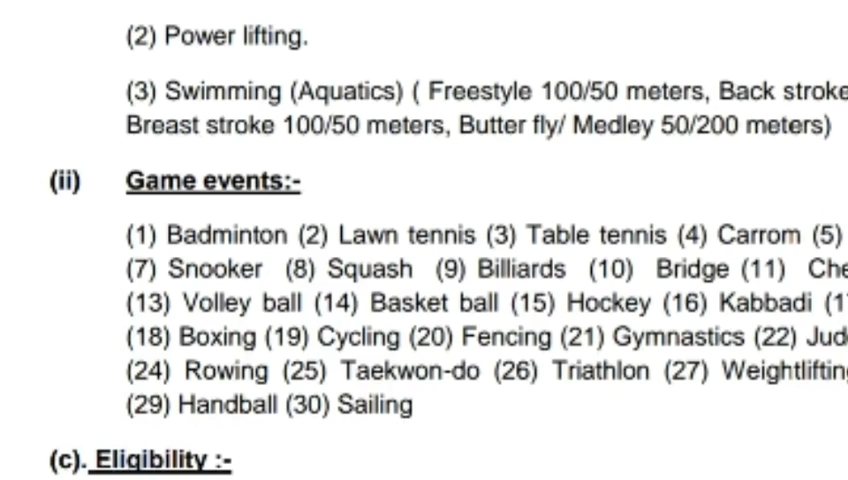 (2) Power lifting.
(3) Swimming (Aquatics) ( Freestyle 100/50 meters, Back stroke
Breast stroke 100/50 meters, Butter fly/ Medley 50/200 meters)
(ii) Game events:-
(1) Badminton (2) Lawn tennis (3) Table tennis (4) Carrom (5)
(7) Snooker (8) Squash (9) Billiards (10) Bridge (11)
(13) Volley ball (14) Basket ball (15) Hockey (16) Kabbadi
(18) Boxing (19) Cycling (20) Fencing (21) Gymnastics (22)
(24) Rowing (25) Taekwon-do (26) Triathlon (27) Weightlifting
(29) Handball (30) Sailing
(c). Eligibility :-